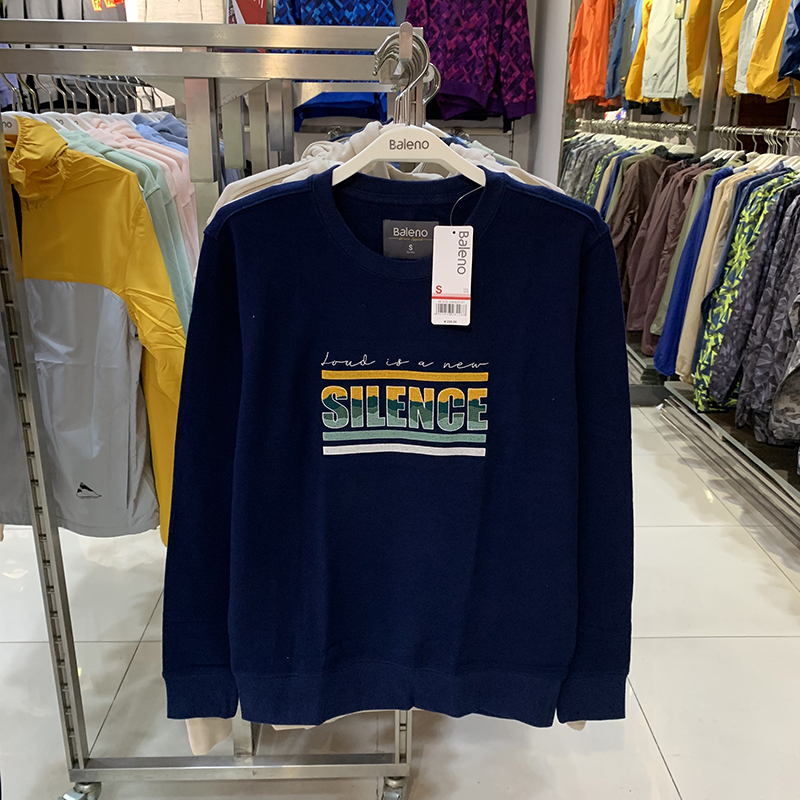 Baleno
Baleno
S
Baleno
S
Loud is a new
SILENCE